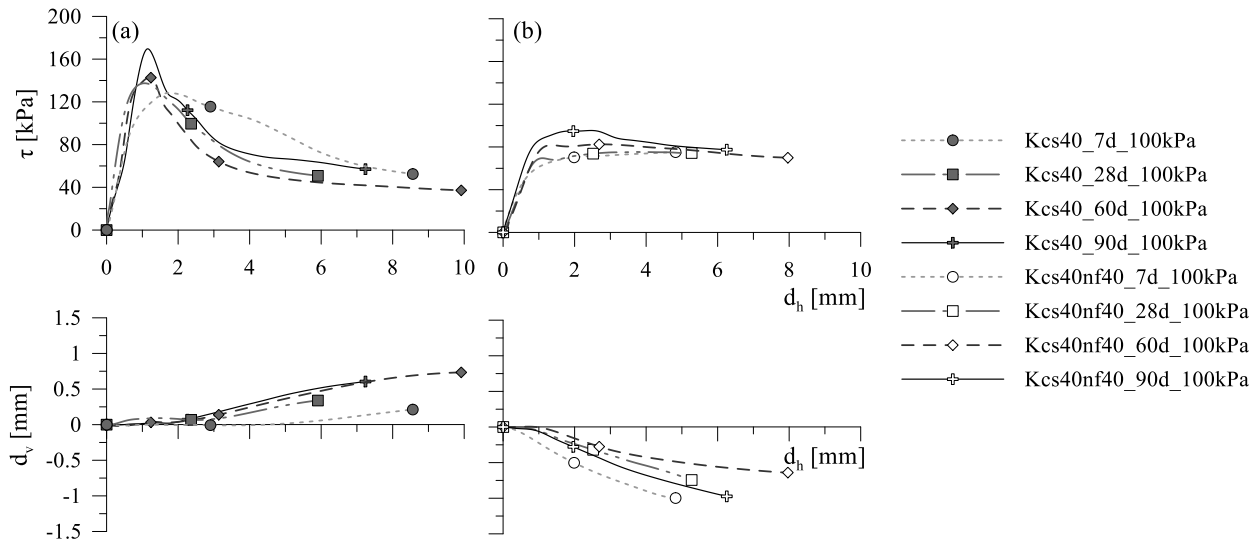 (a)
(b)
τ [kPa]
200
160
120
80
40
0
0 2 4 6 8 10
0 2 4 6 8 10
d_h [mm]
1.5
1
0.5
0
-0.5
-1
-1.5
d_v [mm]
d_h [mm]
Kcs40_7d_100kPa
Kcs40_28d_100kPa
Kcs40_60d_100kPa
Kcs40_90d_100kPa
Kcs40nf40_7d_100kPa
Kcs40nf40_28d_100kPa
Kcs40nf40_60d_100kPa
Kcs40nf40_90d_100kPa